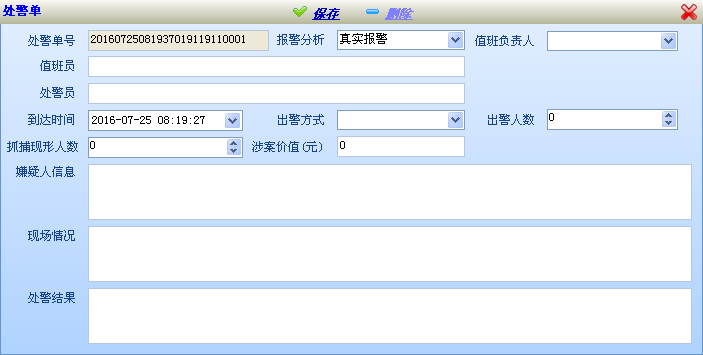 处警单 保存 删除
处警单号 20160725081937019119110001 报警分析 真实报警 值班负责人
值班员
处警员
到达时间 2016-07-25 08:19:27 出警方式 出警人数 0
抓捕现形人数 0 涉案价值(元) 0
嫌疑人信息
现场情况
处警结果